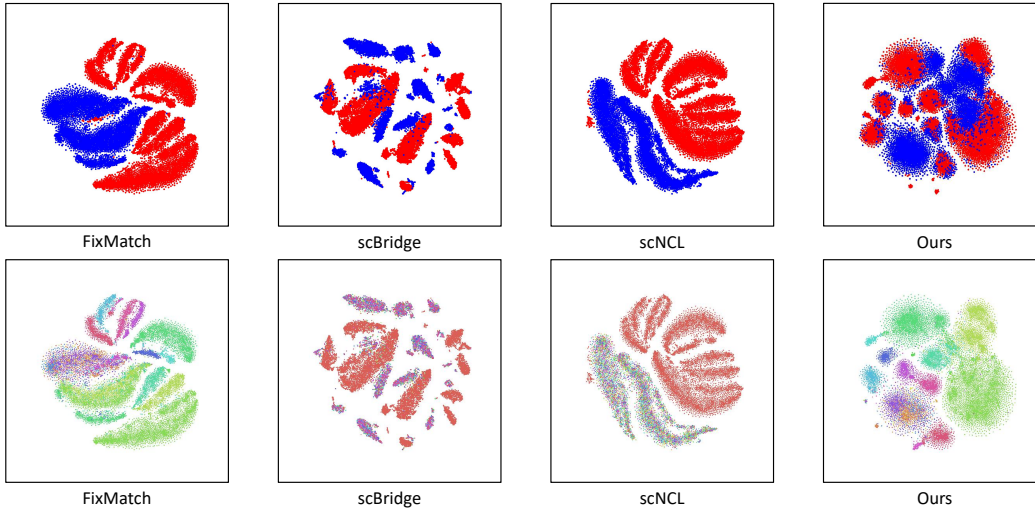 FixMatch
scBridge
scNCL
Ours
FixMatch
scBridge
scNCL
Ours